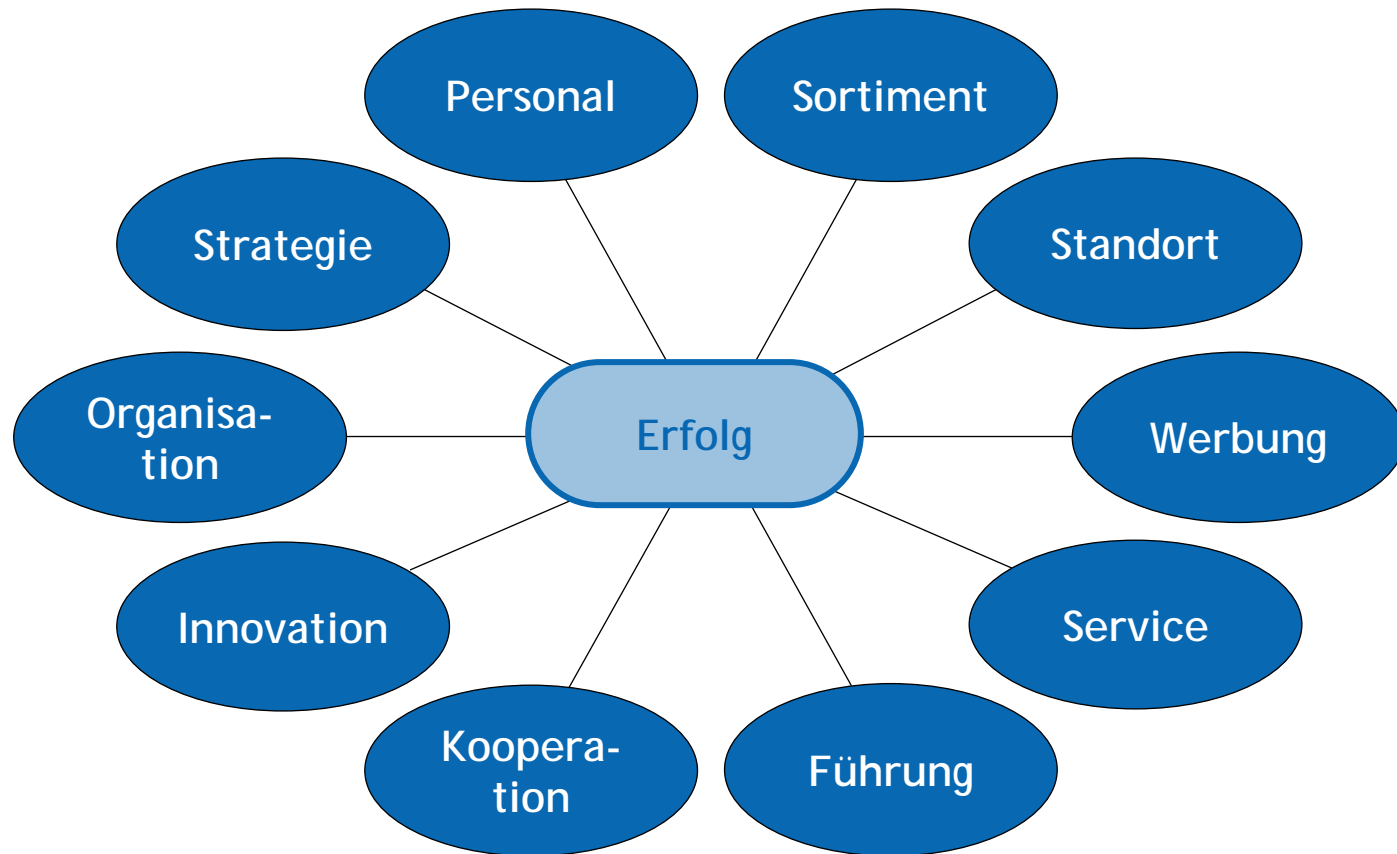 Personal
Sortiment
Strategie
Standort
Organisa-
tion
Erfolg
Werbung
Innovation
Service
Koopera-
tion
Führung